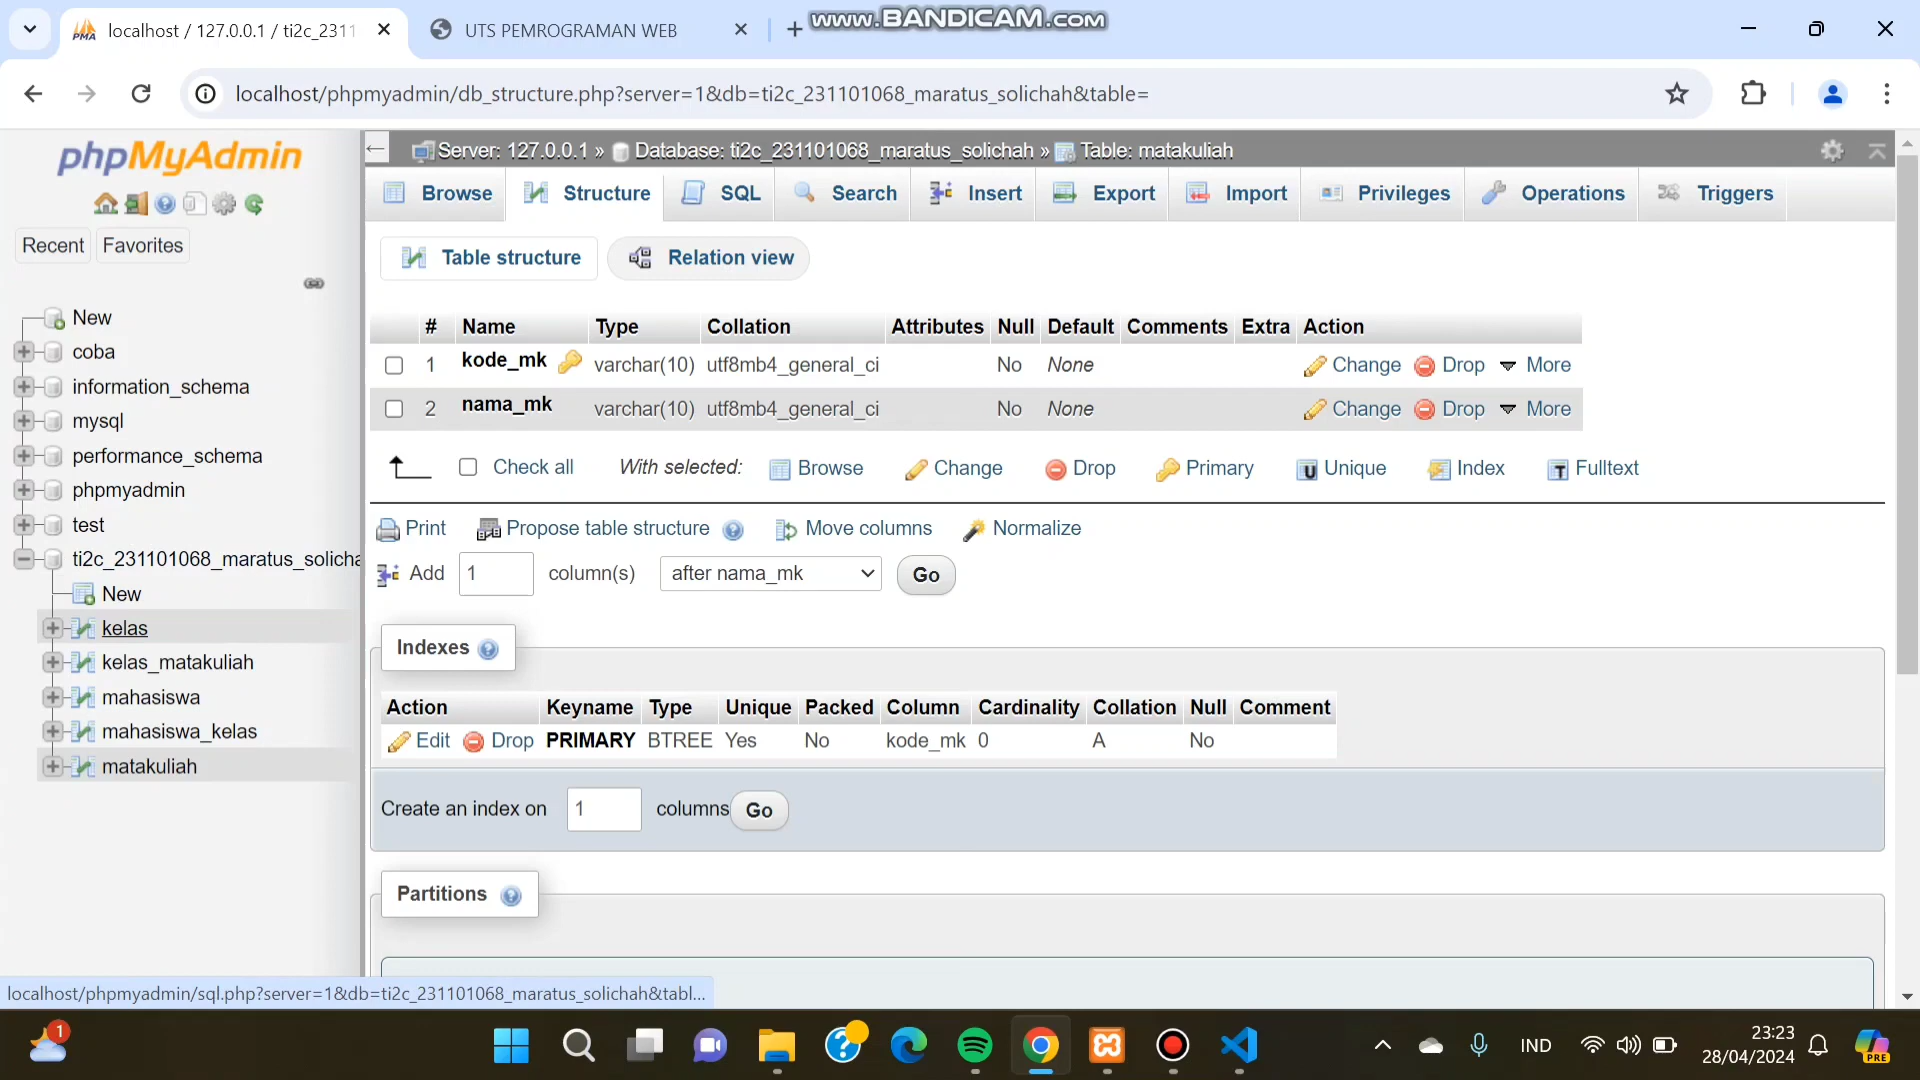 localhost / 127.0.0.1 / ti2c_2311
UTS PEMROGRAMAN WEB
www.BANDICAM.com
localhost/phpmyadmin/db_structure.php?server=1&db=ti2c_231101068_maratus_solichah&table=
phpMyAdmin
Recent
Favorites
New
coba
information_schema
mysql
performance_schema
phpmyadmin
test
ti2c_231101068_maratus_solicha
New
kelas
kelas_matakuliah
mahasiswa
mahasiswa_kelas
matakuliah
Server: 127.0.0.1 » Database: ti2c_231101068_maratus_solichah » Table: matakuliah
Browse Structure SQL Search Insert Export Import Privileges Operations Triggers
Table structure Relation view
# Name Type Collation Attributes Null Default Comments Extra Action
1 kode_mk varchar(10) utf8mb4_general_ci No None Change Drop More
2 nama_mk varchar(10) utf8mb4_general_ci No None Change Drop More
Check all With selected: Browse Change Drop Primary Unique Index Fulltext
Print Propose table structure Move columns Normalize
Add 1 column(s) after nama_mk Go
Indexes
Action Keyname Type Unique Packed Column Cardinality Collation Null Comment
Edit Drop PRIMARY BTREE Yes No kode_mk 0 A No
Create an index on 1 columns Go
Partitions
localhost/phpmyadmin/sql.php?server=1&db=ti2c_231101068_maratus_solichah&tabl...
1
IND
23:23
28/04/2024
PRE